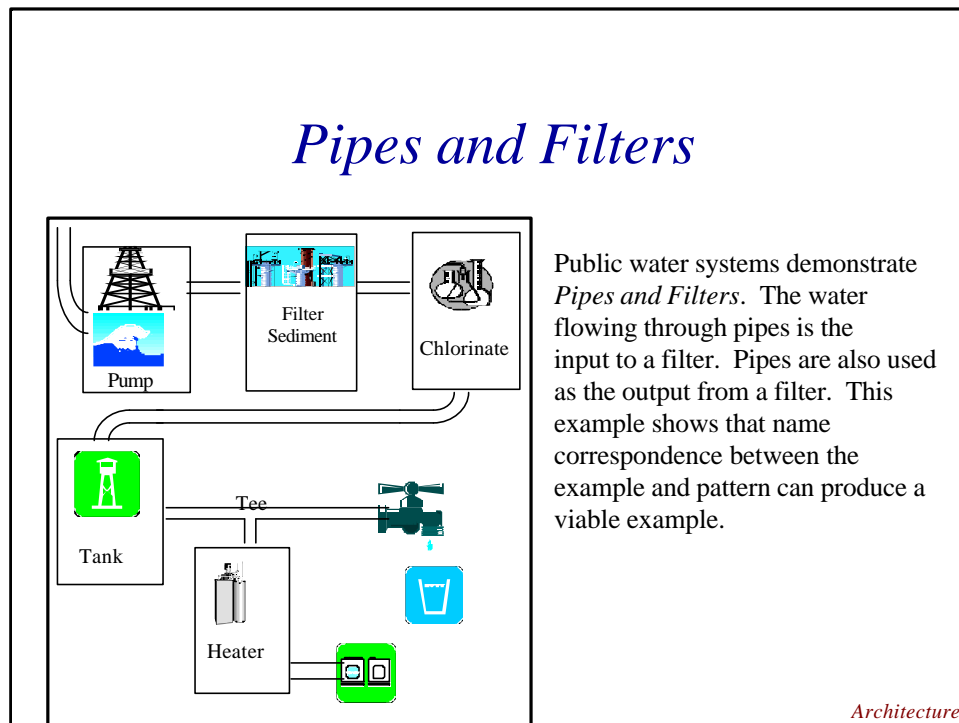 Pipes and Filters
Pump
Filter
Sediment
Chlorinate
Tank
Tee
Heater
Public water systems demonstrate
Pipes and Filters.  The water
flowing through pipes is the
input to a filter.  Pipes are also used
as the output from a filter.  This
example shows that name
correspondence between the
example and pattern can produce a
viable example.
Architecture